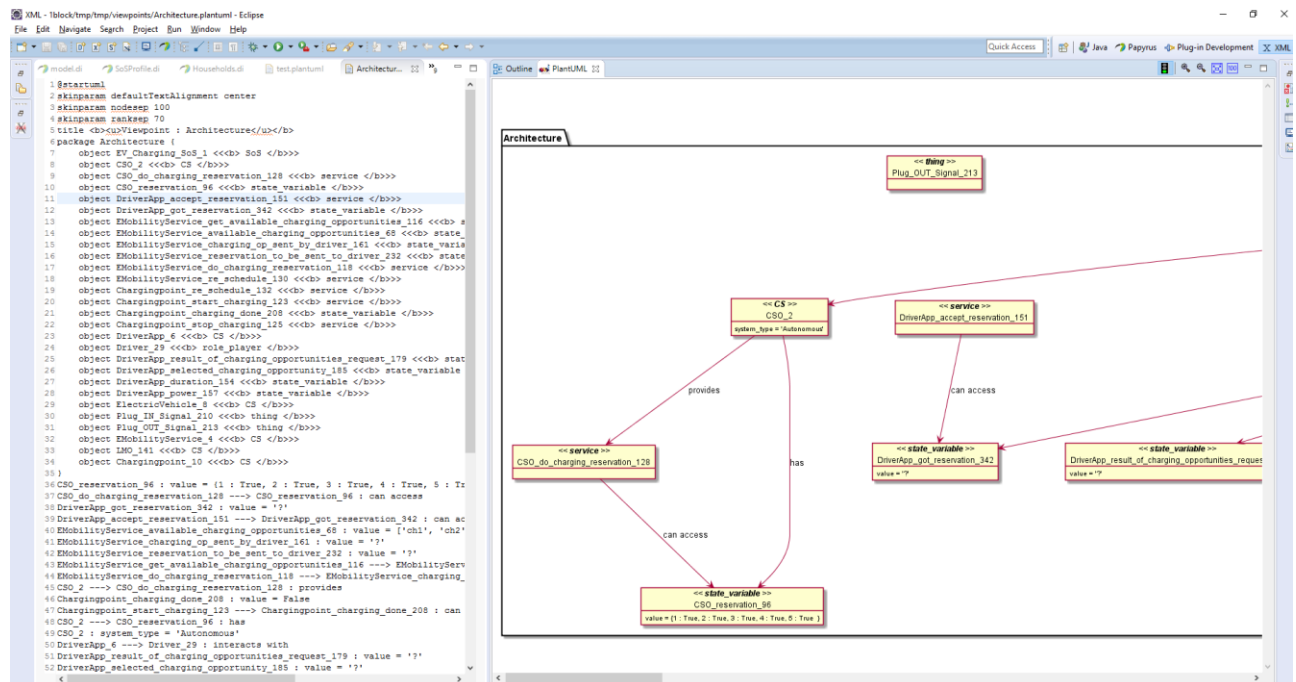 XML - 1block/tmp/tmp/viewpoints/Architecture.plantuml - Eclipse
File Edit Navigate Search Project Run Window Help
Quick Access
Java Papyrus Plug-in Development XML
model.di SoSProfile.di Households.di test.plantuml Architectur...
Outline PlantUML
1 @startuml
2 skinparam defaultTextAlignment center
3 skinparam nodesep 100
4 skinparam ranksep 70
5 title <b><u>Viewpoint : Architecture</u></b>
6 package Architecture {
7 object EV_Charging_SoS_1 <<<b> SoS </b>>>
8 object CSO_2 <<<b> CS </b>>>
9 object CSO_do_charging_reservation_128 <<<b> service </b>>>
10 object CSO_reservation_96 <<<b> state_variable </b>>>
11 object DriverApp_accept_reservation_151 <<<b> service </b>>>
12 object DriverApp_got_reservation_342 <<<b> state_variable </b>>>
13 object EMobilityService_get_available_charging_opportunities_116 <<<b> s
14 object EMobilityService_available_charging_opportunities_68 <<<b> state_
15 object EMobilityService_charging_op_sent_by_driver_161 <<<b> state_varia
16 object EMobilityService_reservation_to_be_sent_to_driver_232 <<<b> state
17 object EMobilityService_do_charging_reservation_118 <<<b> service </b>>>
18 object EMobilityService_re_schedule_130 <<<b> service </b>>>
19 object Chargingpoint_re_schedule_132 <<<b> service </b>>>
20 object Chargingpoint_start_charging_123 <<<b> service </b>>>
21 object Chargingpoint_charging_done_208 <<<b> state_variable </b>>>
22 object Chargingpoint_stop_charging_125 <<<b> service </b>>>
23 object DriverApp_6 <<<b> CS </b>>>
24 object Driver_29 <<<b> role_player </b>>>
25 object DriverApp_result_of_charging_opportunities_request_179 <<<b> stat
26 object DriverApp_selected_charging_opportunity_185 <<<b> state_variable
27 object DriverApp_duration_154 <<<b> state_variable </b>>>
28 object DriverApp_power_157 <<<b> state_variable </b>>>
29 object ElectricVehicle_8 <<<b> CS </b>>>
30 object Plug_IN_Signal_210 <<<b> thing </b>>>
31 object Plug_OUT_Signal_213 <<<b> thing </b>>>
32 object EMobilityService_4 <<<b> CS </b>>>
33 object LMO_141 <<<b> CS </b>>>
34 object Chargingpoint_10 <<<b> CS </b>>>
35 }
36 CSO_reservation_96 : value = {1 : True, 2 : True, 3 : True, 4 : True, 5 : Tr
37 CSO_do_charging_reservation_128 ---> CSO_reservation_96 : can access
38 DriverApp_got_reservation_342 : value = '?'
39 DriverApp_accept_reservation_151 ---> DriverApp_got_reservation_342 : can ac
40 EMobilityService_available_charging_opportunities_68 : value = ['ch1', 'ch2'
41 EMobilityService_charging_op_sent_by_driver_161 : value = '?'
42 EMobilityService_reservation_to_be_sent_to_driver_232 : value = '?'
43 EMobilityService_get_available_charging_opportunities_116 ---> EMobilityServ
44 EMobilityService_do_charging_reservation_118 ---> EMobilityService_charging_
45 CSO_2 ---> CSO_do_charging_reservation_128 : provides
46 Chargingpoint_charging_done_208 : value = False
47 Chargingpoint_start_charging_123 ---> Chargingpoint_charging_done_208 : can
48 CSO_2 ---> CSO_reservation_96 : has
49 CSO_2 : system_type = 'Autonomous'
50 DriverApp_6 ---> Driver_29 : interacts with
51 DriverApp_result_of_charging_opportunities_request_179 : value = '?'
52 DriverApp_selected_charging_opportunity_185 : value = '?'
Architecture
<< thing >>
Plug_OUT_Signal_213
<< CS >>
CSO_2
system_type = 'Autonomous'
<< service >>
DriverApp_accept_reservation_151
provides
can access
<< service >>
CSO_do_charging_reservation_128
has
<< state_variable >>
DriverApp_got_reservation_342
value = '?'
<< state_variable >>
DriverApp_result_of_charging_opportunities_reques
value = '?'
can access
<< state_variable >>
CSO_reservation_96
value = {1 : True, 2 : True, 3 : True, 4 : True, 5 : True }